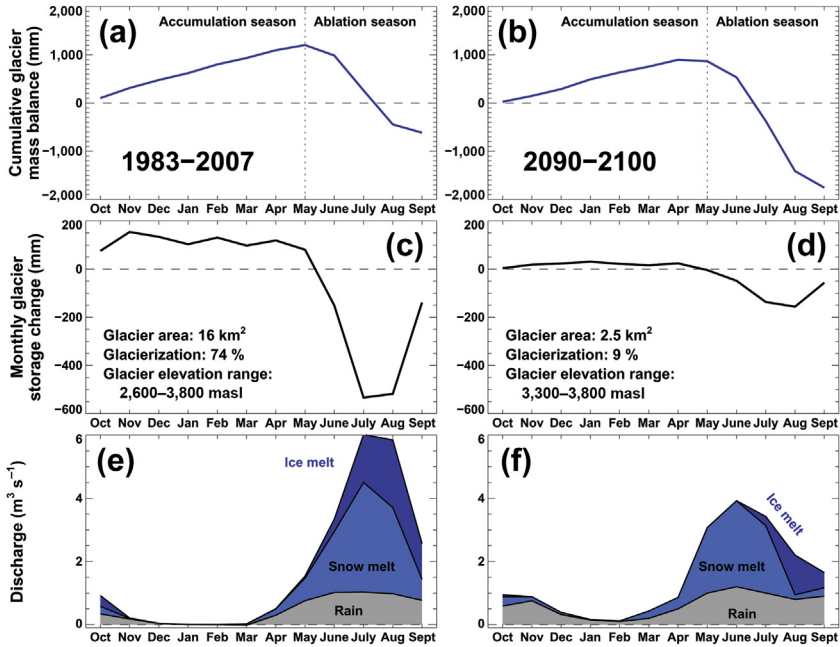 (a)
Accumulation season
Ablation season
1983–2007
Cumulative glacier
mass balance (mm)
2,000
1,000
0
−1,000
−2,000
Oct Nov Dec Jan Feb Mar Apr May June July Aug Sept
(b)
Accumulation season
Ablation season
2090–2100
2,000
1,000
0
−1,000
−2,000
Oct Nov Dec Jan Feb Mar Apr May June July Aug Sept
(c)
Monthly glacier
storage change (mm)
200
0
−200
−400
−600
Glacier area: 16 km²
Glacierization: 74 %
Glacier elevation range:
2,600–3,800 masl
Oct Nov Dec Jan Feb Mar Apr May June July Aug Sept
(d)
200
0
−200
−400
−600
Glacier area: 2.5 km²
Glacierization: 9 %
Glacier elevation range:
3,300–3,800 masl
Oct Nov Dec Jan Feb Mar Apr May June July Aug Sept
(e)
Discharge (m³ s⁻¹)
6
4
2
0
Ice melt
Snow melt
Rain
Oct Nov Dec Jan Feb Mar Apr May June July Aug Sept
(f)
6
4
2
0
Ice melt
Snow melt
Rain
Oct Nov Dec Jan Feb Mar Apr May June July Aug Sept